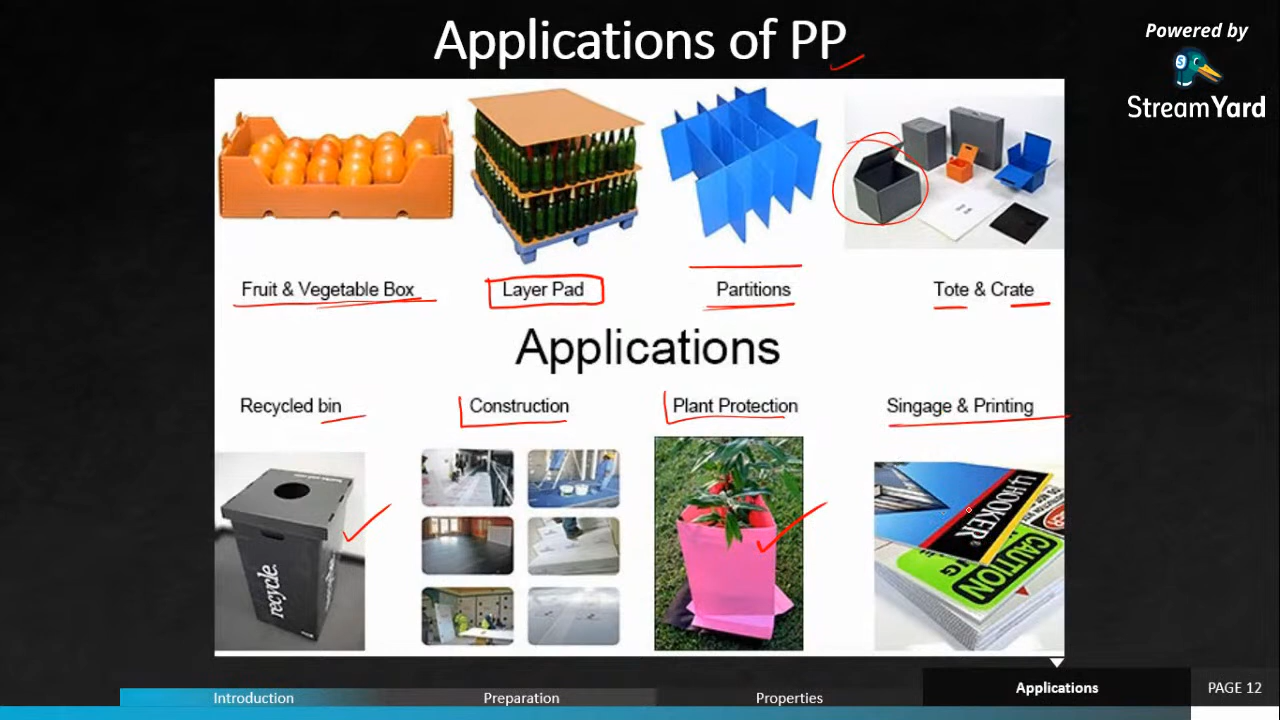 Applications of PP
Powered by
StreamYard
Fruit & Vegetable Box
Layer Pad
Partitions
Tote & Crate
Applications
Recycled bin
Construction
Plant Protection
Singage & Printing
recycle.
HOOKER
CAUTION
Introduction
Preparation
Properties
Applications
PAGE 12